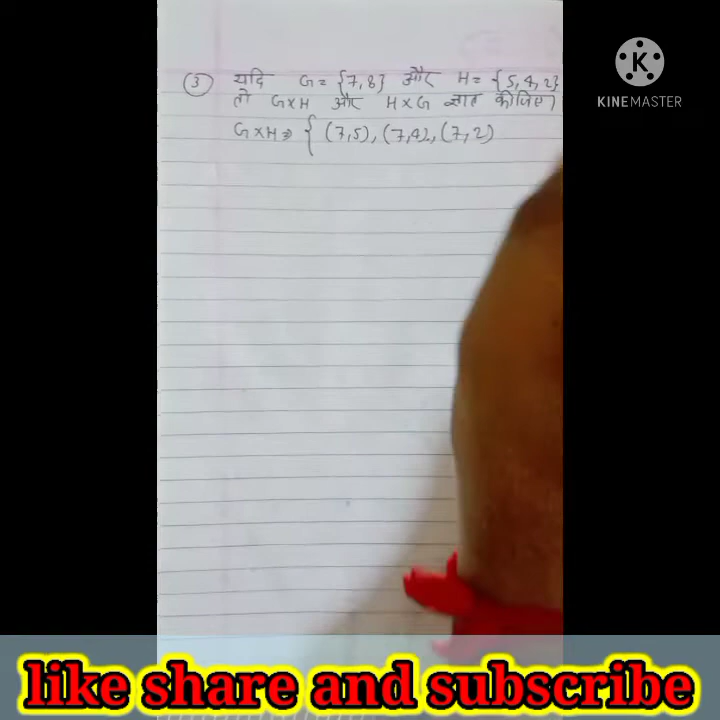 ③ यदि G = {7,8} और H = {5,4,2}
तो G×H और H×G ज्ञात कीजिए।
G×H ⇒ { (7,5), (7,4), (7,2)
K
KINEMASTER
like share and subscribe